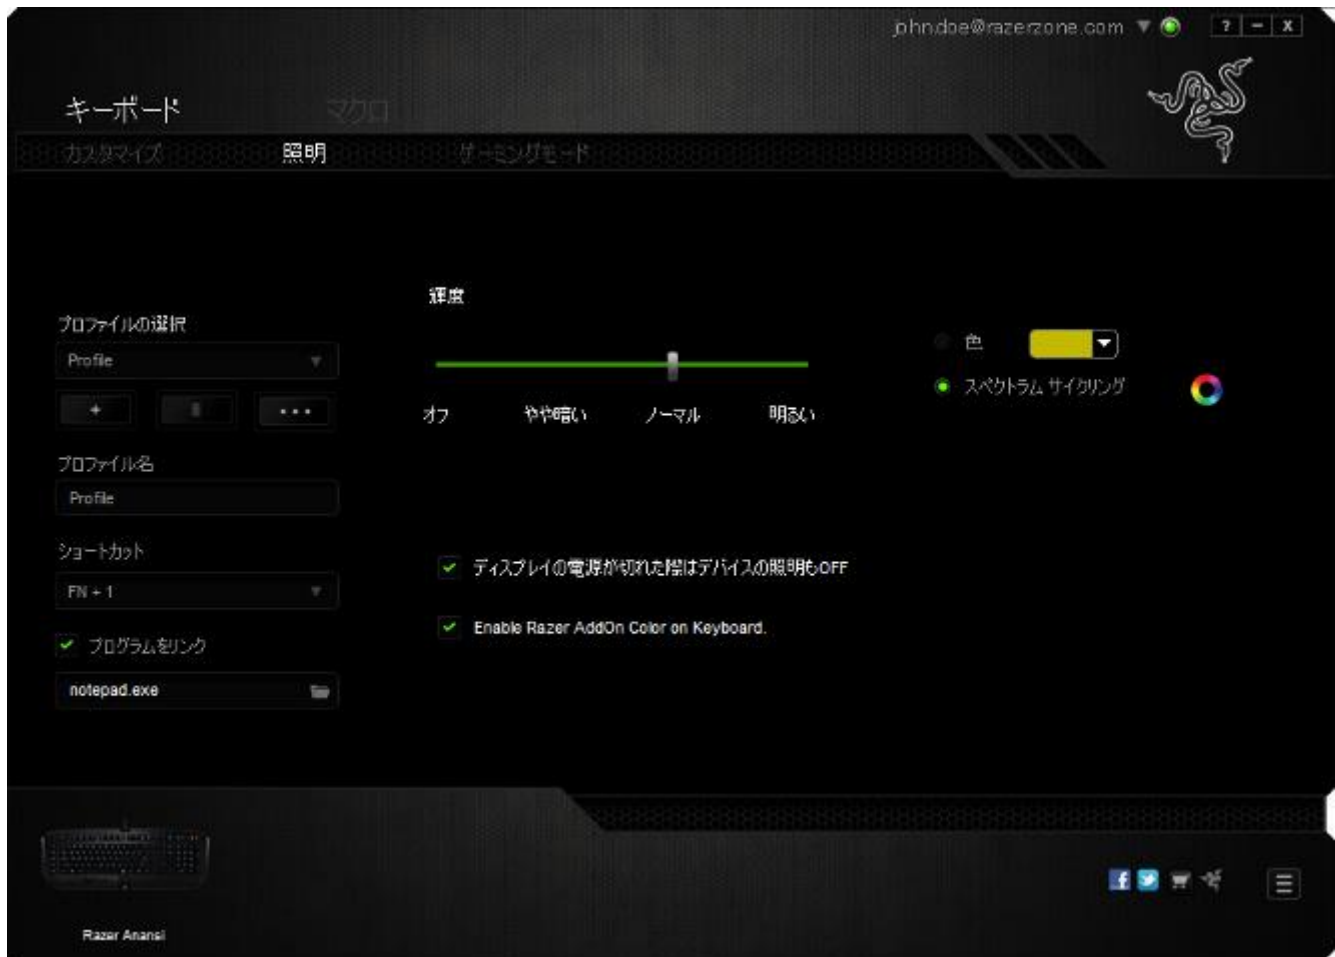 john.doe@razerzone.com
? − X
キーボード マクロ
カスタマイズ 照明 ゲーミングモード
輝度
プロファイルの選択
Profile
色
スペクトラム サイクリング
+ ...
オフ やや暗い ノーマル 明るい
プロファイル名
Profile
ショートカット
FN + 1
ディスプレイの電源が切れた際はデバイスの照明もOFF
Enable Razer AddOn Color on Keyboard.
プログラムをリンク
notepad.exe
Razer Anansi